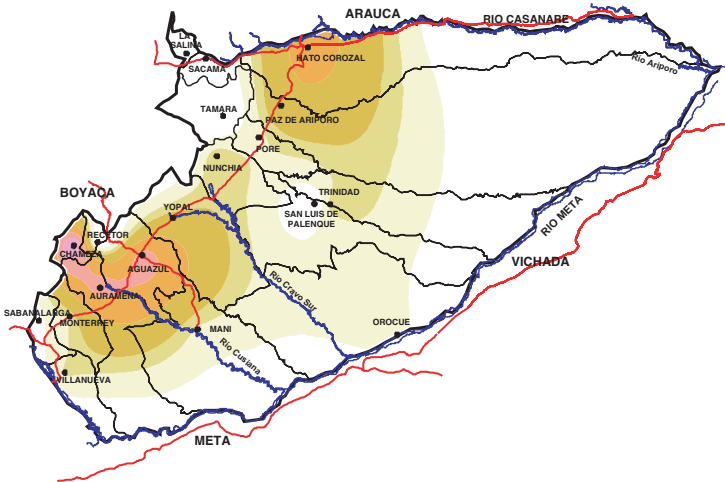 ARAUCA
RIO CASANARE
LA
SALINA
SACAMA
HATO COROZAL
Rio Ariporo
TAMARA
PAZ DE ARIPORO
PORE
NUNCHIA
BOYACA
TRINIDAD
YOPAL
SAN LUIS DE
PALENQUE
RIO META
RECETOR
CHAMEZA
AGUAZUL
VICHADA
Rio Cravo Sur
AURAMENA
SABANALARGA
MONTERREY
MANI
OROCUE
Rio Cusiana
VILLANUEVA
META